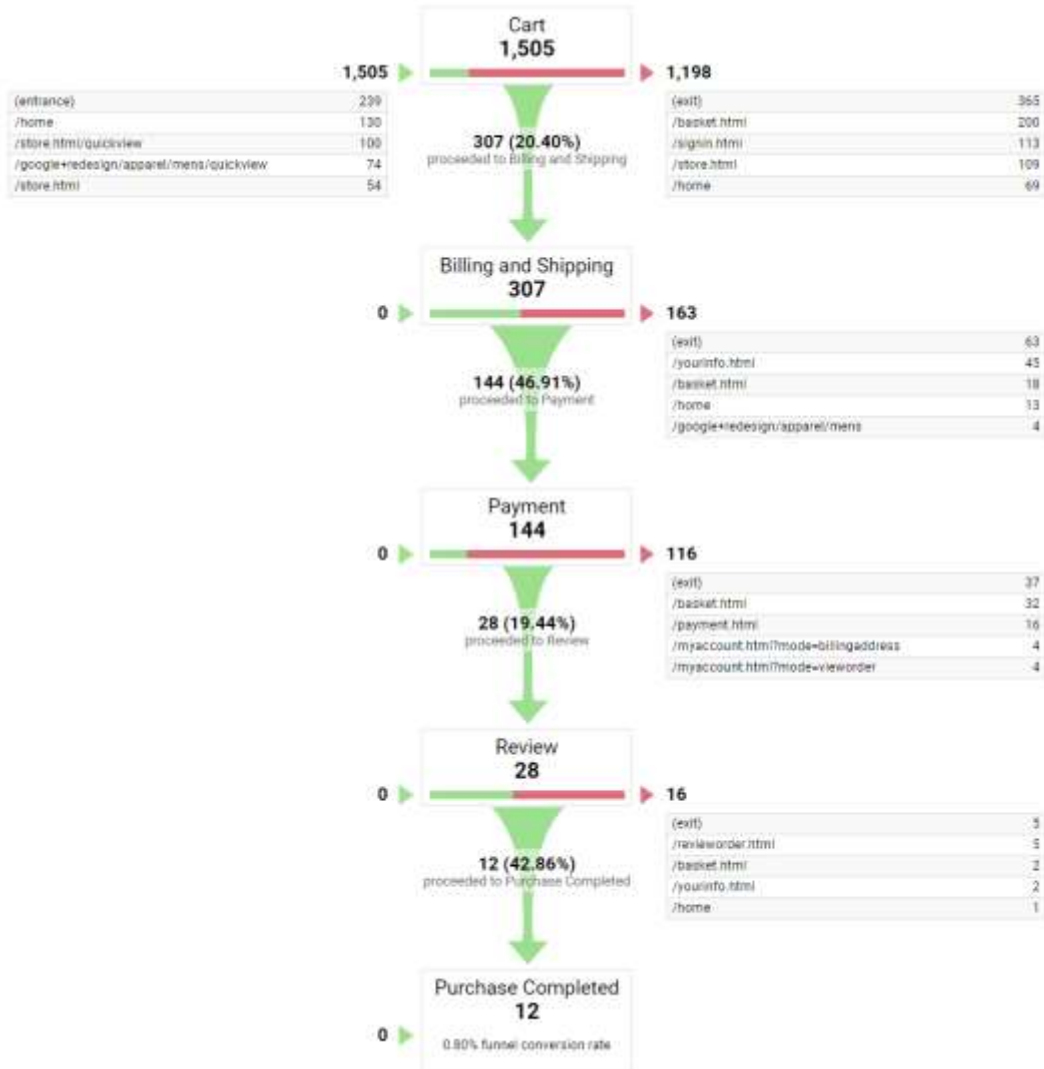 Cart
1,505
1,505
1,198
(entrance) 239
/home 130
/store.html/quickview 100
/google+redesign/apparel/mens/quickview 74
/store.html 54
(exit) 365
/basket.html 200
/signin.html 113
/store.html 109
/home 69
307 (20.40%)
proceeded to Billing and Shipping
Billing and Shipping
307
0
163
(exit) 63
/yourinfo.html 45
/basket.html 18
/home 13
/google+redesign/apparel/mens 4
144 (46.91%)
proceeded to Payment
Payment
144
0
116
(exit) 37
/basket.html 32
/payment.html 16
/myaccount.html?mode=billingaddress 4
/myaccount.html?mode=vieworder 4
28 (19.44%)
proceeded to Review
Review
28
0
16
(exit) 5
/revieworder.html 5
/basket.html 2
/yourinfo.html 2
/home 1
12 (42.86%)
proceeded to Purchase Completed
Purchase Completed
12
0
0.80% funnel conversion rate